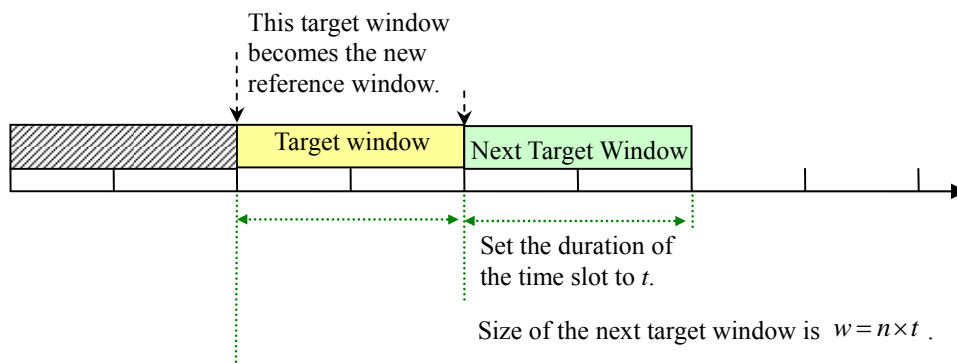 This target window
becomes the new
reference window.
Target window
Next Target Window
Set the duration of
the time slot to t.
Size of the next target window is w = n × t .